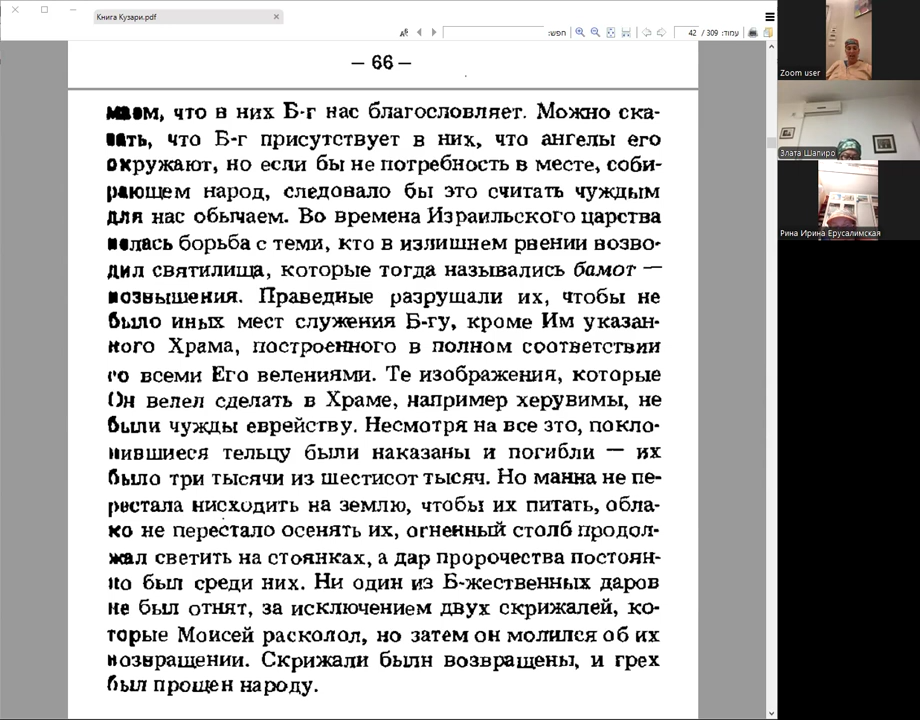 Книга Кузари.pdf
עמוד: 42 / 309
חפש:
— 66 —
маем, что в них Б-г нас благословляет. Можно ска-
зать, что Б-г присутствует в них, что ангелы его
окружают, но если бы не потребность в месте, соби-
рающем народ, следовало бы это считать чуждым
для нас обычаем. Во времена Израильского царства
велась борьба с теми, кто в излишнем рвении возво-
дил святилища, которые тогда назывались бамот —
возвышения. Праведные разрушали их, чтобы не
было иных мест служения Б-гу, кроме Им указан-
ного Храма, построенного в полном соответствии
со всеми Его велениями. Те изображения, которые
Он велел сделать в Храме, например херувимы, не
были чужды еврейству. Несмотря на все это, покло-
нившиеся тельцу были наказаны и погибли — их
было три тысячи из шестисот тысяч. Но манна не пе-
рестала нисходить на землю, чтобы их питать, обла-
ко не перестало осенять их, огненный столб продол-
жал светить на стоянках, а дар пророчества постоян-
но был среди них. Ни один из Б-жественных даров
не был отнят, за исключением двух скрижалей, ко-
торые Моисей расколол, но затем он молился об их
возвращении. Скрижали былн возвращены, и грех
был прощен народу.
Zoom user
Злата Шапиро
Рина Ирина Ерусалимская